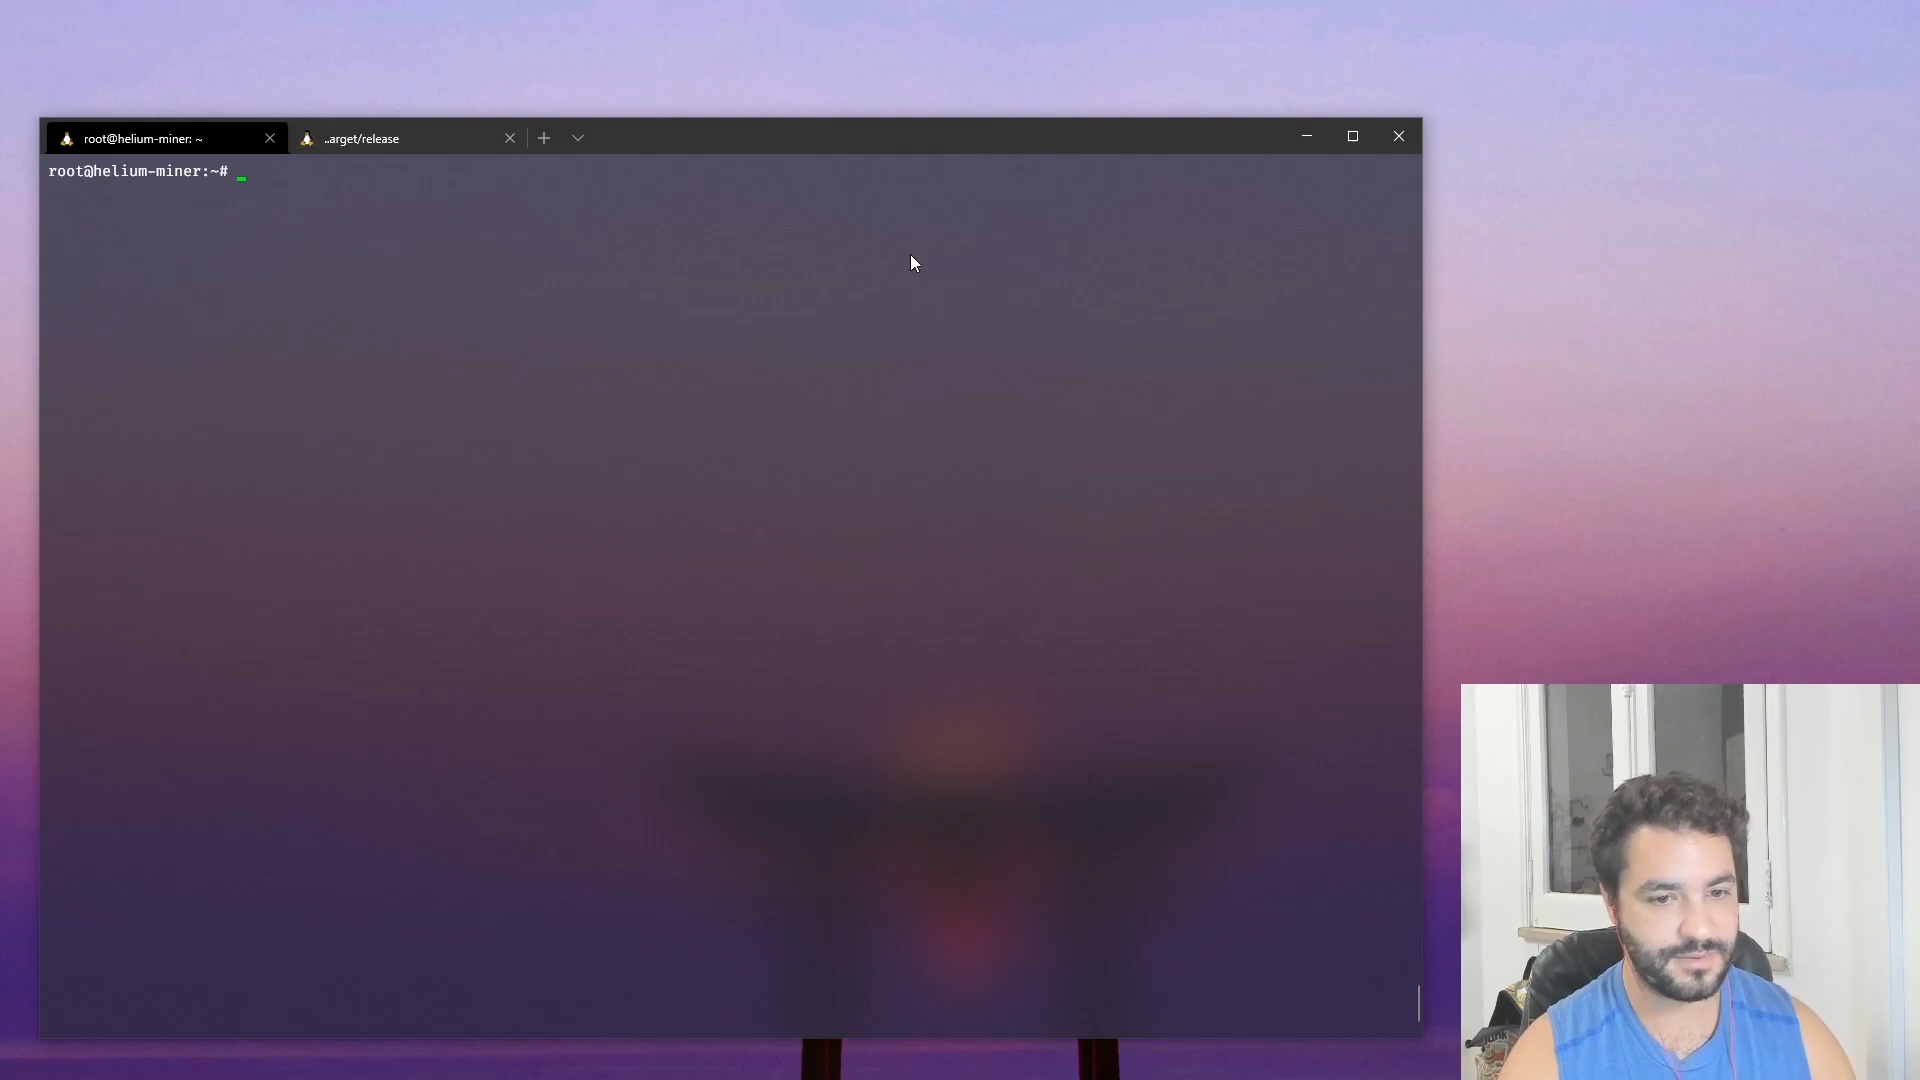 root@helium-miner: ~
..arget/release
root@helium-miner:~#